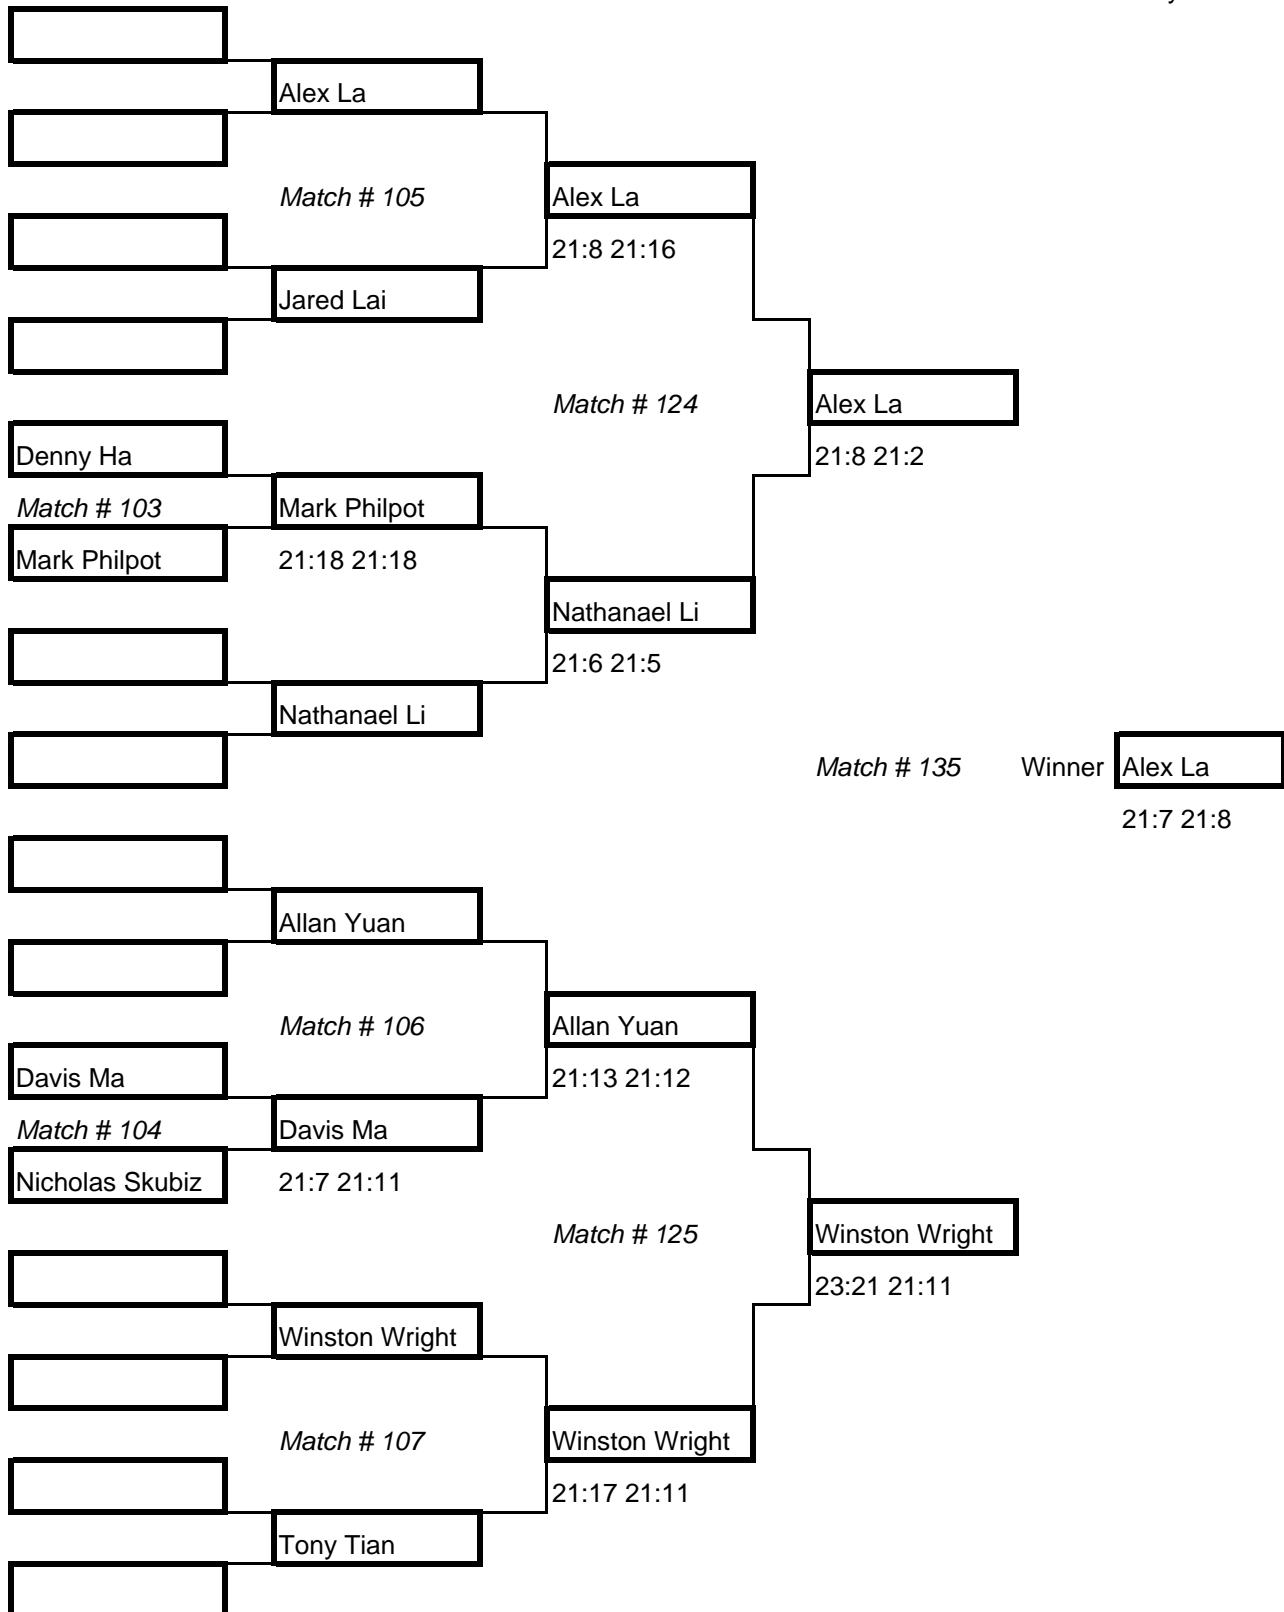 Alex La
Match # 105 Alex La
21:8 21:16
Jared Lai
Match # 124 Alex La
Denny Ha 21:8 21:2
Match # 103 Mark Philpot
Mark Philpot 21:18 21:18
Nathanael Li
21:6 21:5
Nathanael Li
Match # 135 Winner Alex La
21:7 21:8
Allan Yuan
Match # 106 Allan Yuan
Davis Ma 21:13 21:12
Match # 104 Davis Ma
Nicholas Skubiz 21:7 21:11
Match # 125 Winston Wright
23:21 21:11
Winston Wright
Match # 107 Winston Wright
21:17 21:11
Tony Tian